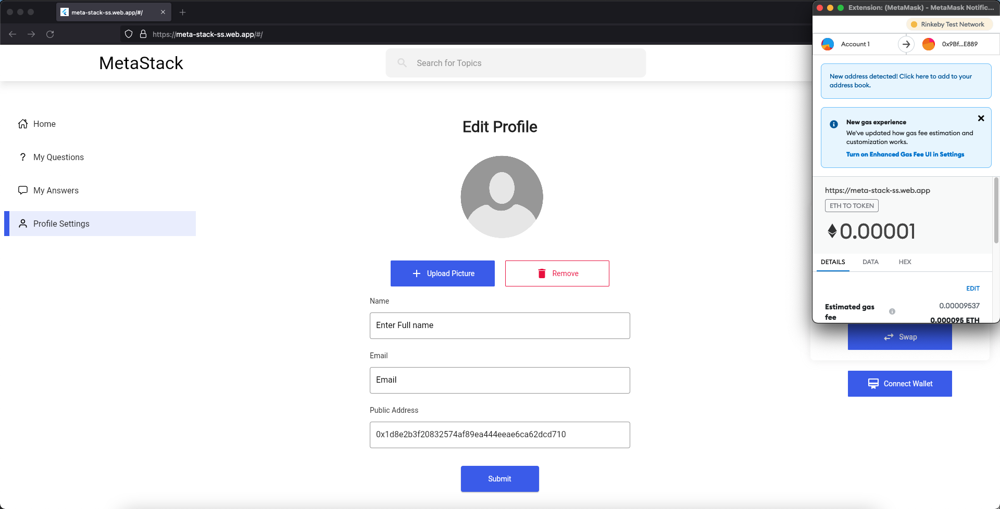 meta-stack-ss.web.app/#/
https://meta-stack-ss.web.app/#/
MetaStack
Search for Topics
Home
? My Questions
My Answers
Profile Settings
Edit Profile
Upload Picture
Remove
Name
Enter Full name
Email
Email
Public Address
0x1d8e2b3f20832574af89ea444eeae6ca62dcd710
Submit
Extension: (MetaMask) - MetaMask Notific...
Rinkeby Test Network
Account 1
0x9Bf...E889
New address detected! Click here to add to your
address book.
New gas experience
We've updated how gas fee estimation and
customization works.
Turn on Enhanced Gas Fee UI in Settings
https://meta-stack-ss.web.app
ETH TO TOKEN
0.00001
DETAILS DATA HEX
EDIT
Estimated gas
fee
0.00009537
0.000095 ETH
Swap
Connect Wallet